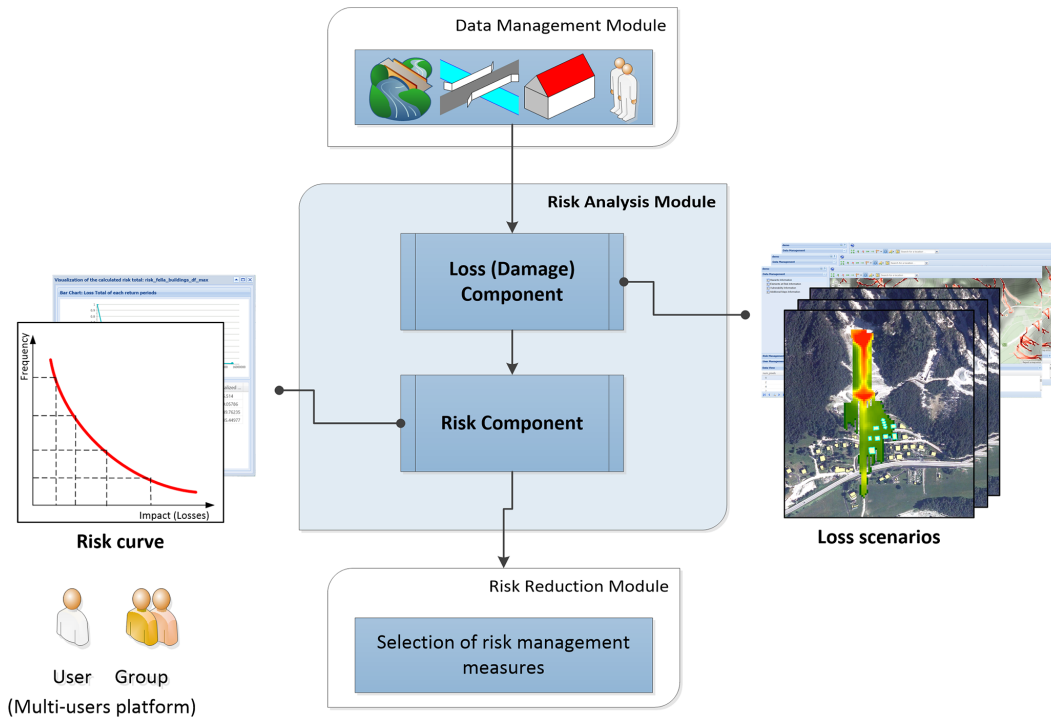 Data Management Module
Risk Analysis Module
Loss (Damage)
Component
Risk Component
Visualization of the calculated risk total: risk_fella_buildings_df_max
Bar Chart: Loss-Total of each return periods
Frequency
Impact (Losses)
Risk curve
Loss scenarios
Risk Reduction Module
Selection of risk management
measures
User
Group
(Multi-users platform)